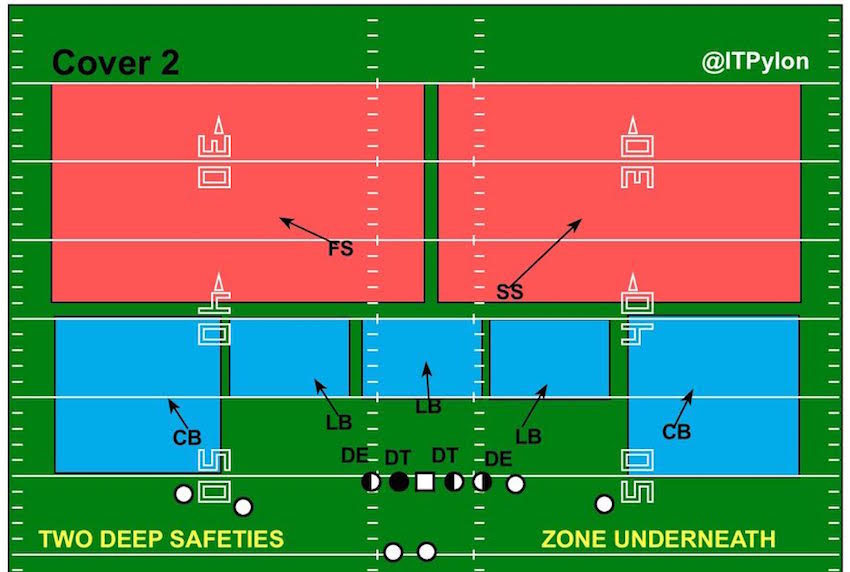 Cover 2
@ITPylon
30
30
FS
SS
40
40
LB
LB
LB
CB
CB
DE DT DT DE
50
50
TWO DEEP SAFETIES
ZONE UNDERNEATH